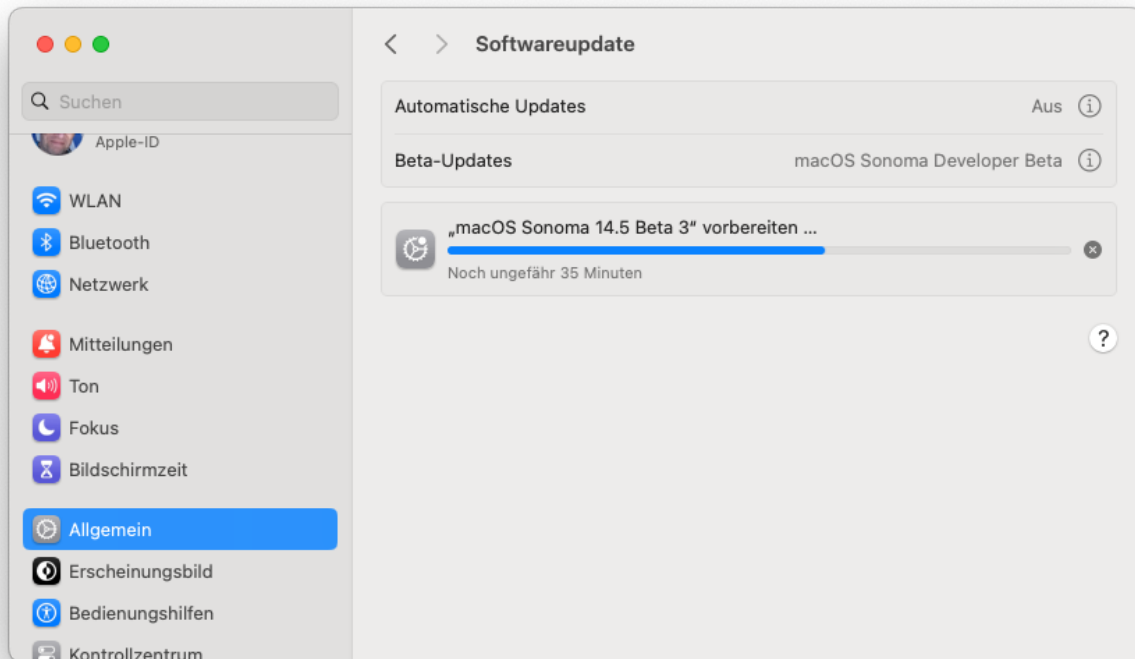 Softwareupdate
Suchen
Apple-ID
WLAN
Bluetooth
Netzwerk
Mitteilungen
Ton
Fokus
Bildschirmzeit
Allgemein
Erscheinungsbild
Bedienungshilfen
Kontrollzentrum
Automatische Updates Aus
Beta-Updates macOS Sonoma Developer Beta
„macOS Sonoma 14.5 Beta 3“ vorbereiten ...
Noch ungefähr 35 Minuten
?